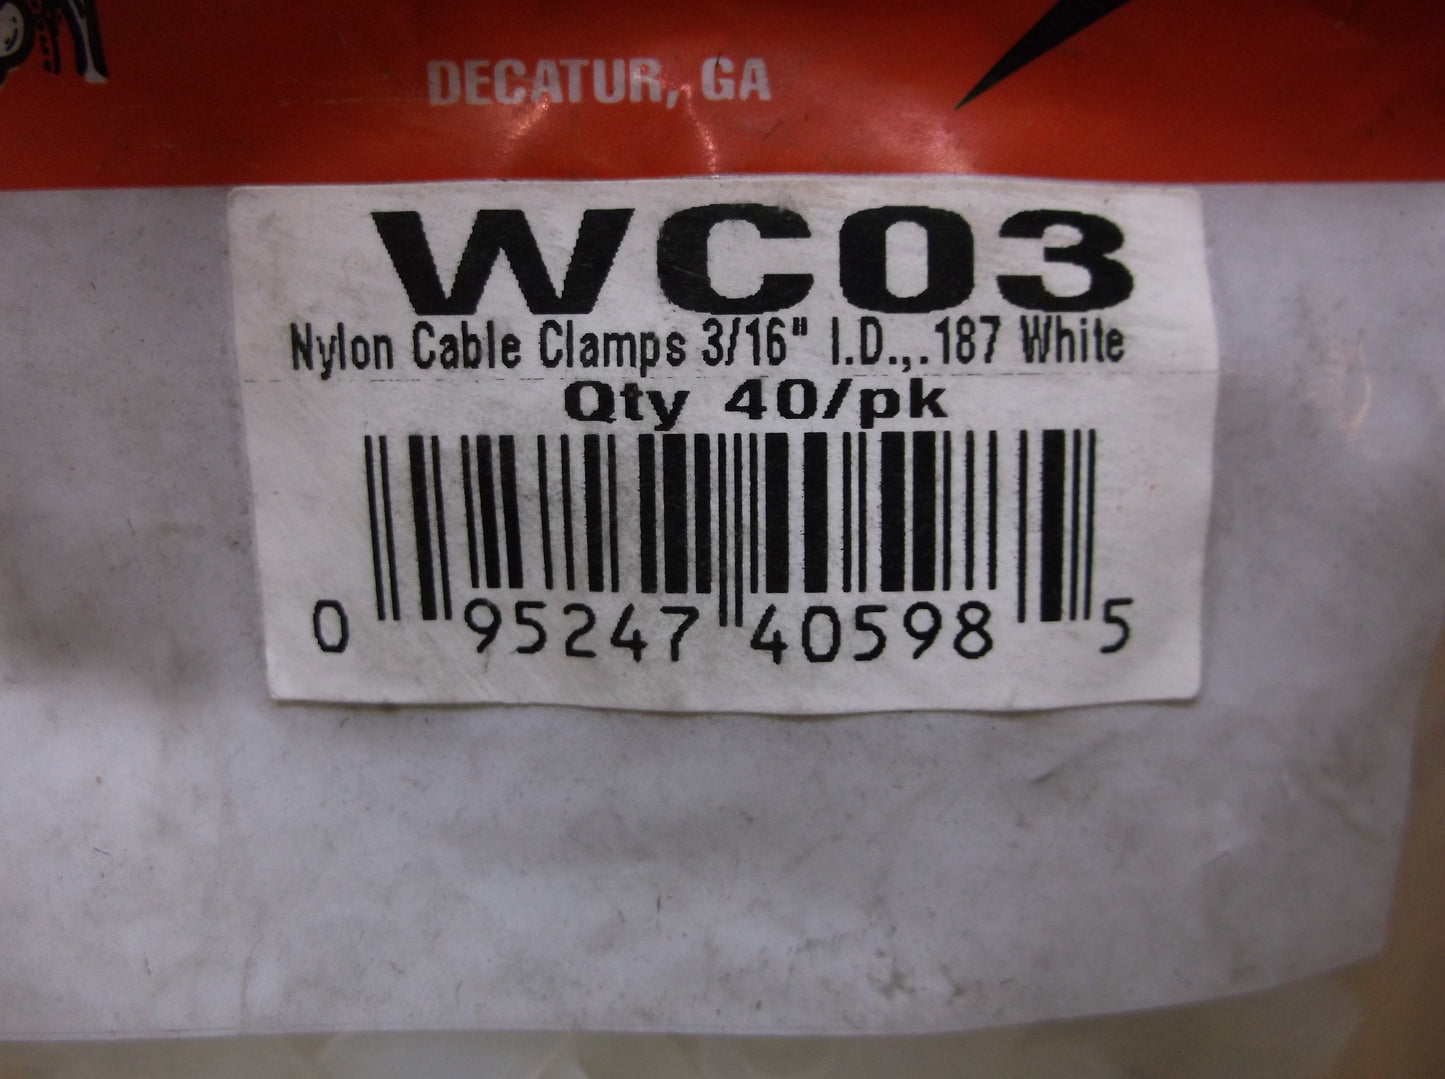 DECATUR, GA
WC03
Nylon Cable Clamps 3/16" I.D.,.187 White
Qty 40/pk
0 95247 40598 5